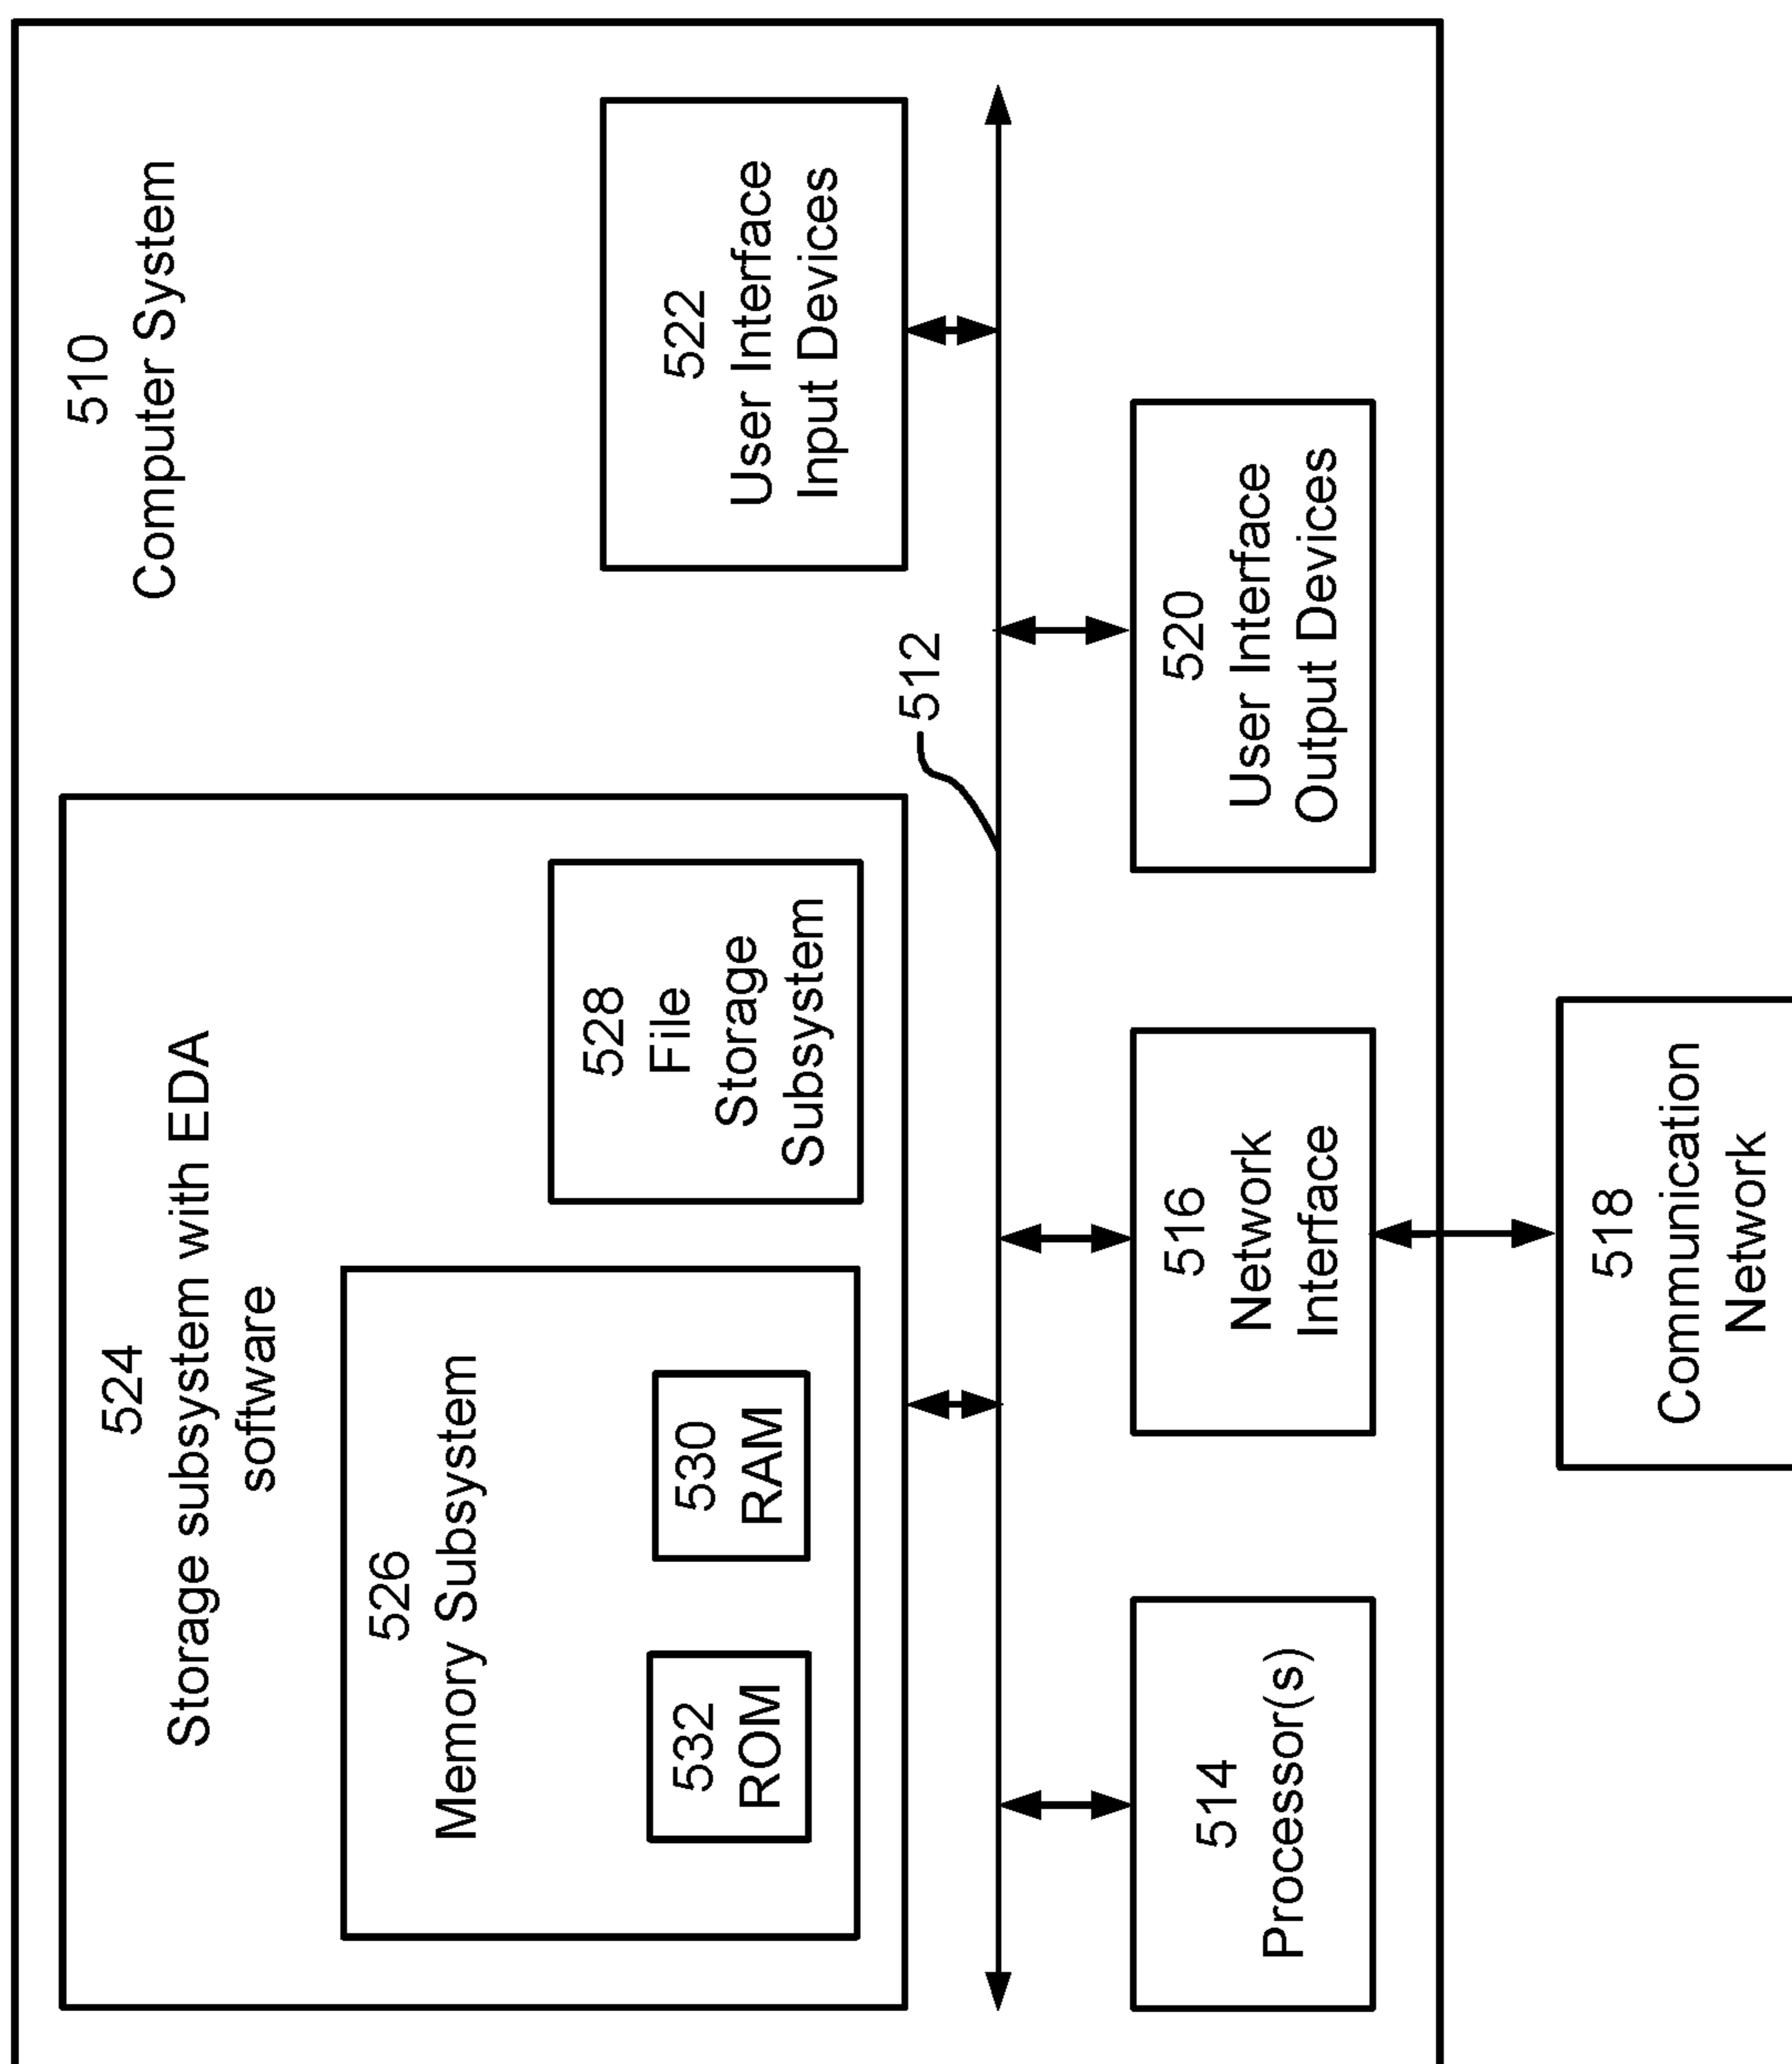 510
Computer System
524
Storage subsystem with EDA
software
526
Memory Subsystem
532
ROM
530
RAM
528
File
Storage
Subsystem
522
User Interface
Input Devices
512
514
Processor(s)
516
Network
Interface
520
User Interface
Output Devices
518
Communication
Network